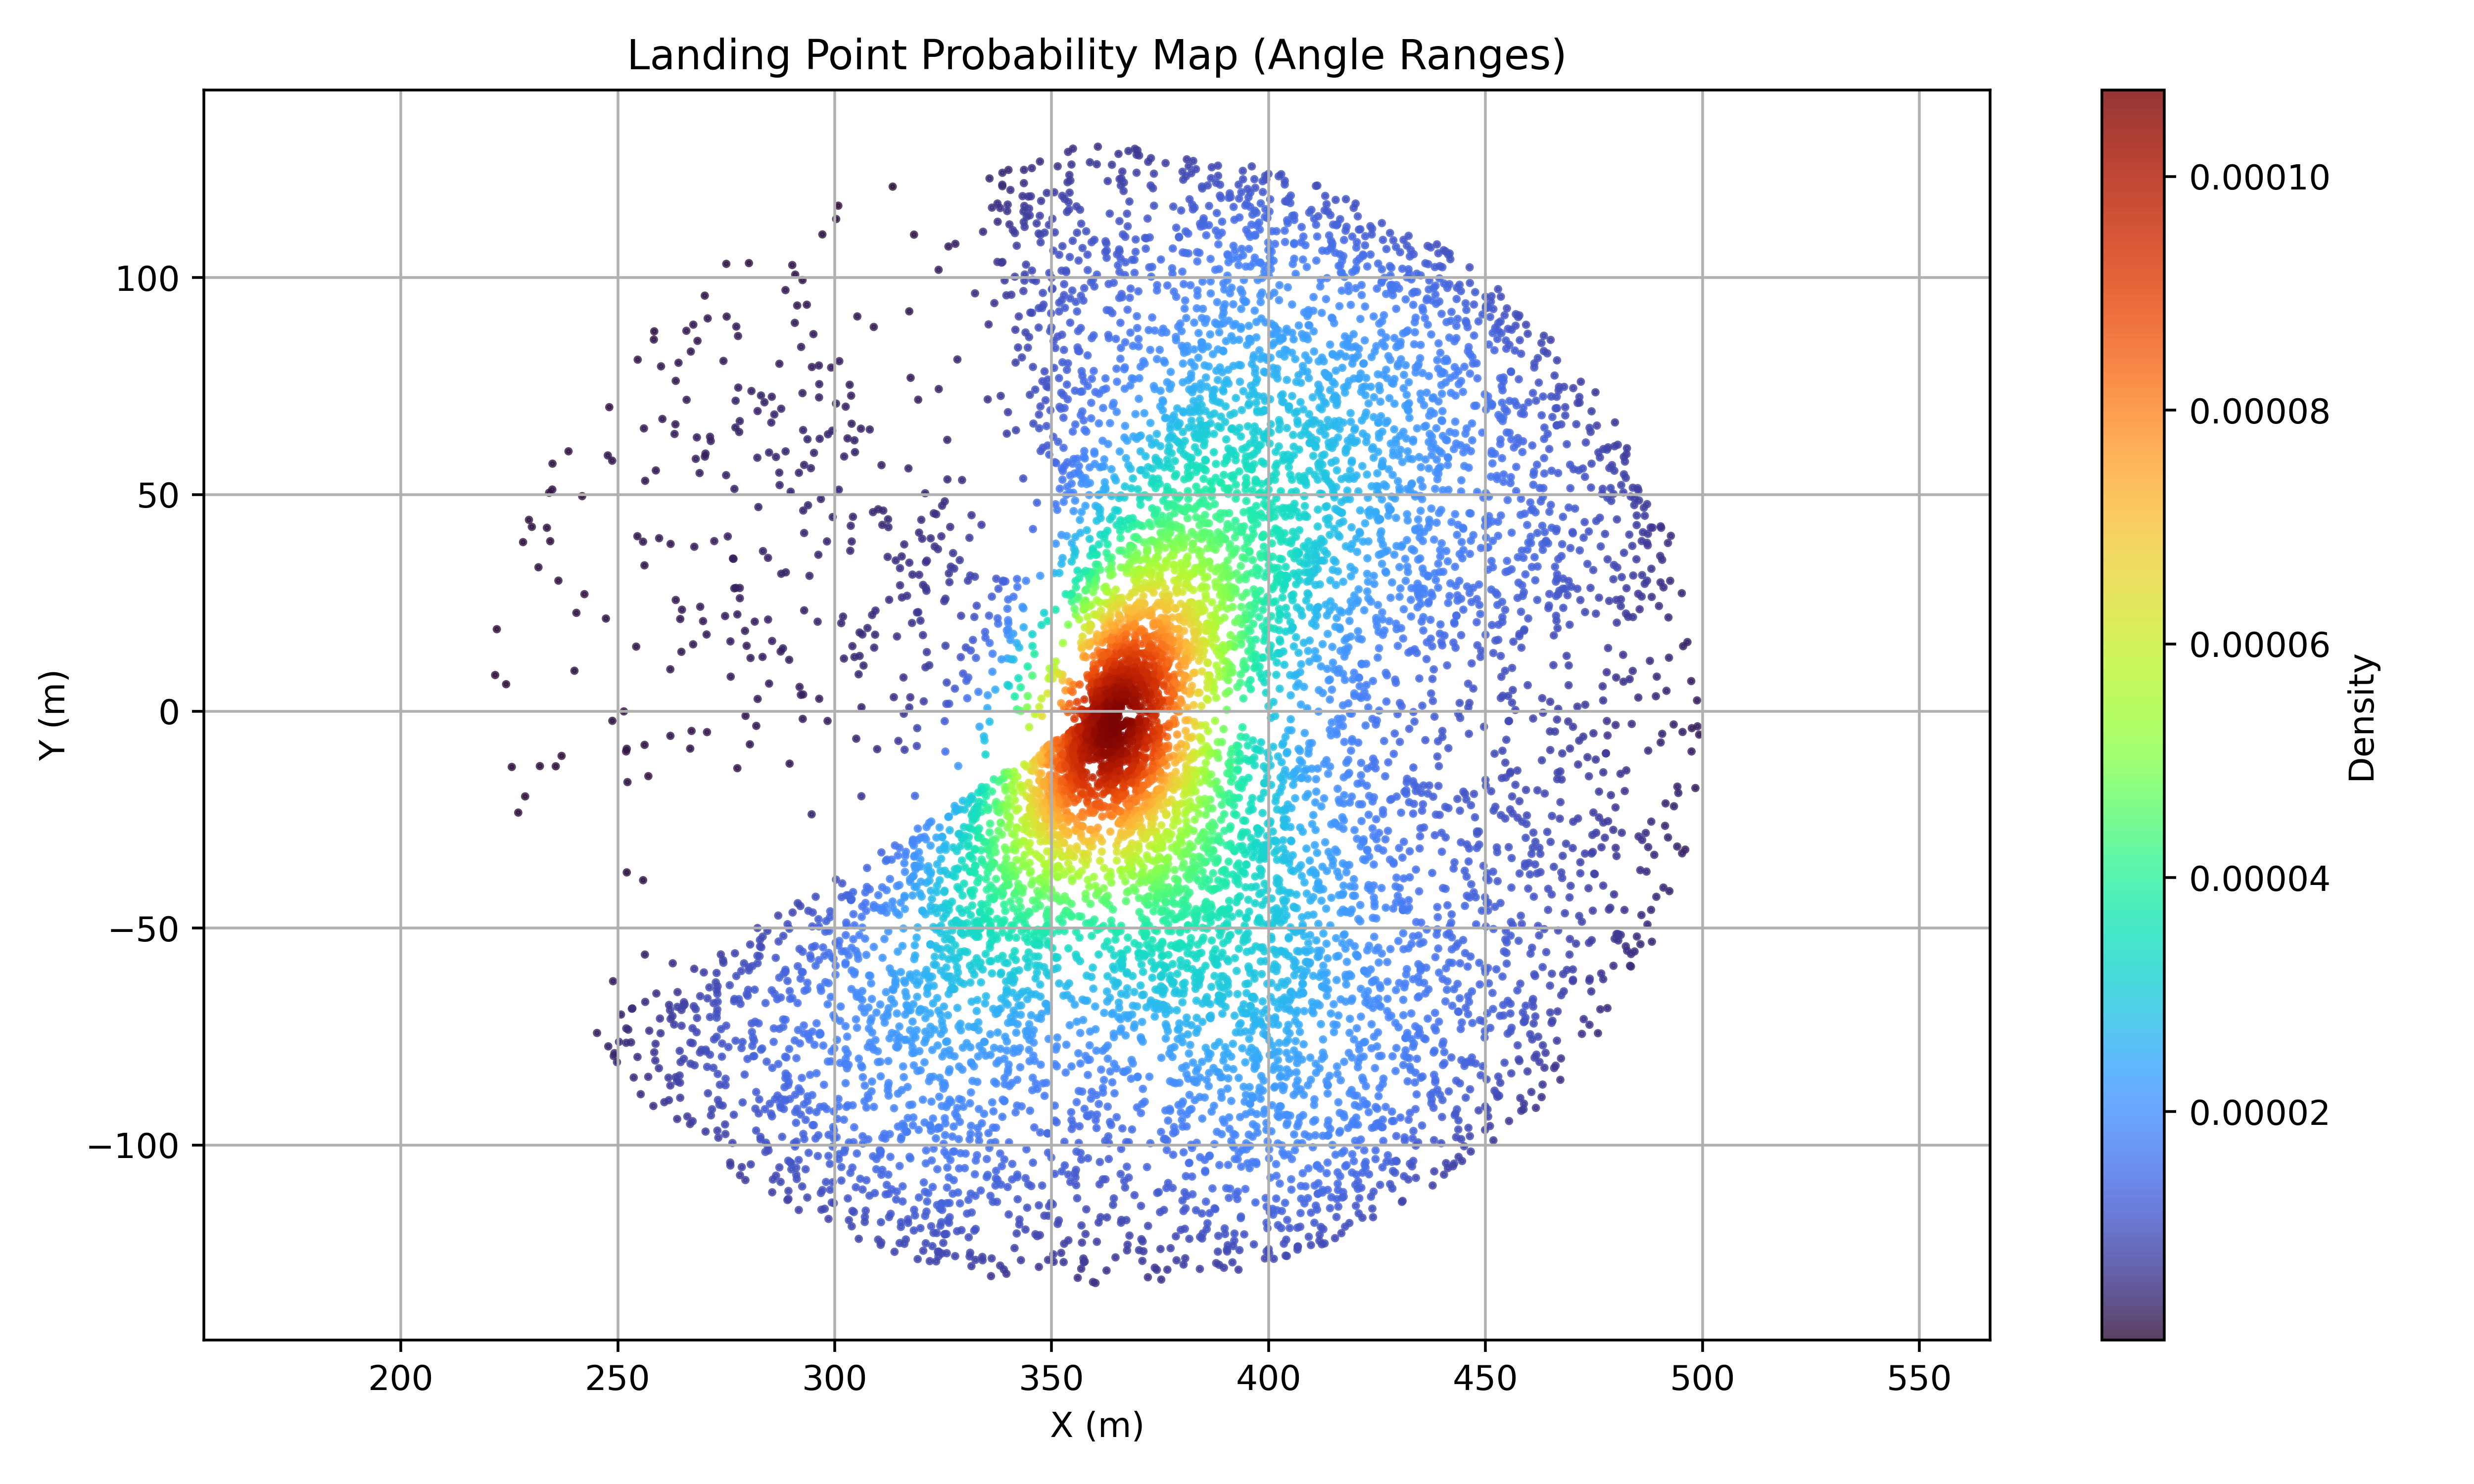 Landing Point Probability Map (Angle Ranges)
Y (m)
100
50
0
−50
−100
200 250 300 350 400 450 500 550
X (m)
0.00010
0.00008
0.00006
0.00004
0.00002
Density